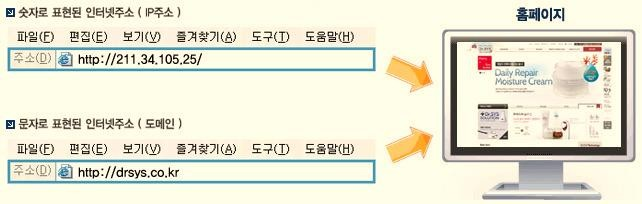 숫자로 표현된 인터넷주소 ( IP주소 )
홈페이지
파일(F) 편집(E) 보기(V) 즐겨찾기(A) 도구(T) 도움말(H)
주소(D) http://211.34.105.25/
Daily Repair
Moisture Cream
문자로 표현된 인터넷주소 ( 도메인 )
파일(F) 편집(E) 보기(V) 즐겨찾기(A) 도구(T) 도움말(H)
주소(D) http://drsys.co.kr